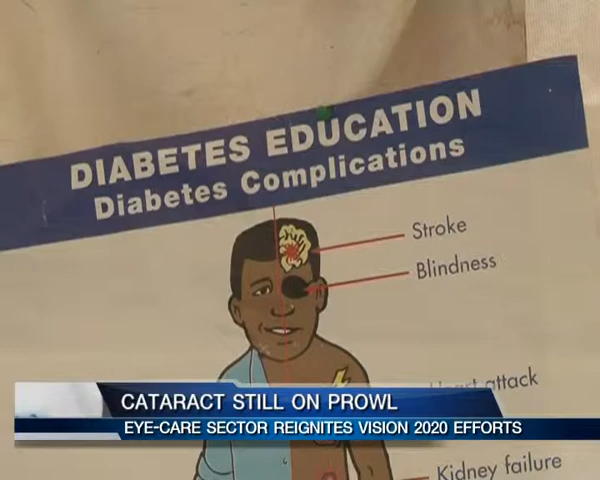 DIABETES EDUCATION
Diabetes Complications
Stroke
Blindness
attack
CATARACT STILL ON PROWL
EYE-CARE SECTOR REIGNITES VISION 2020 EFFORTS
Kidney failure